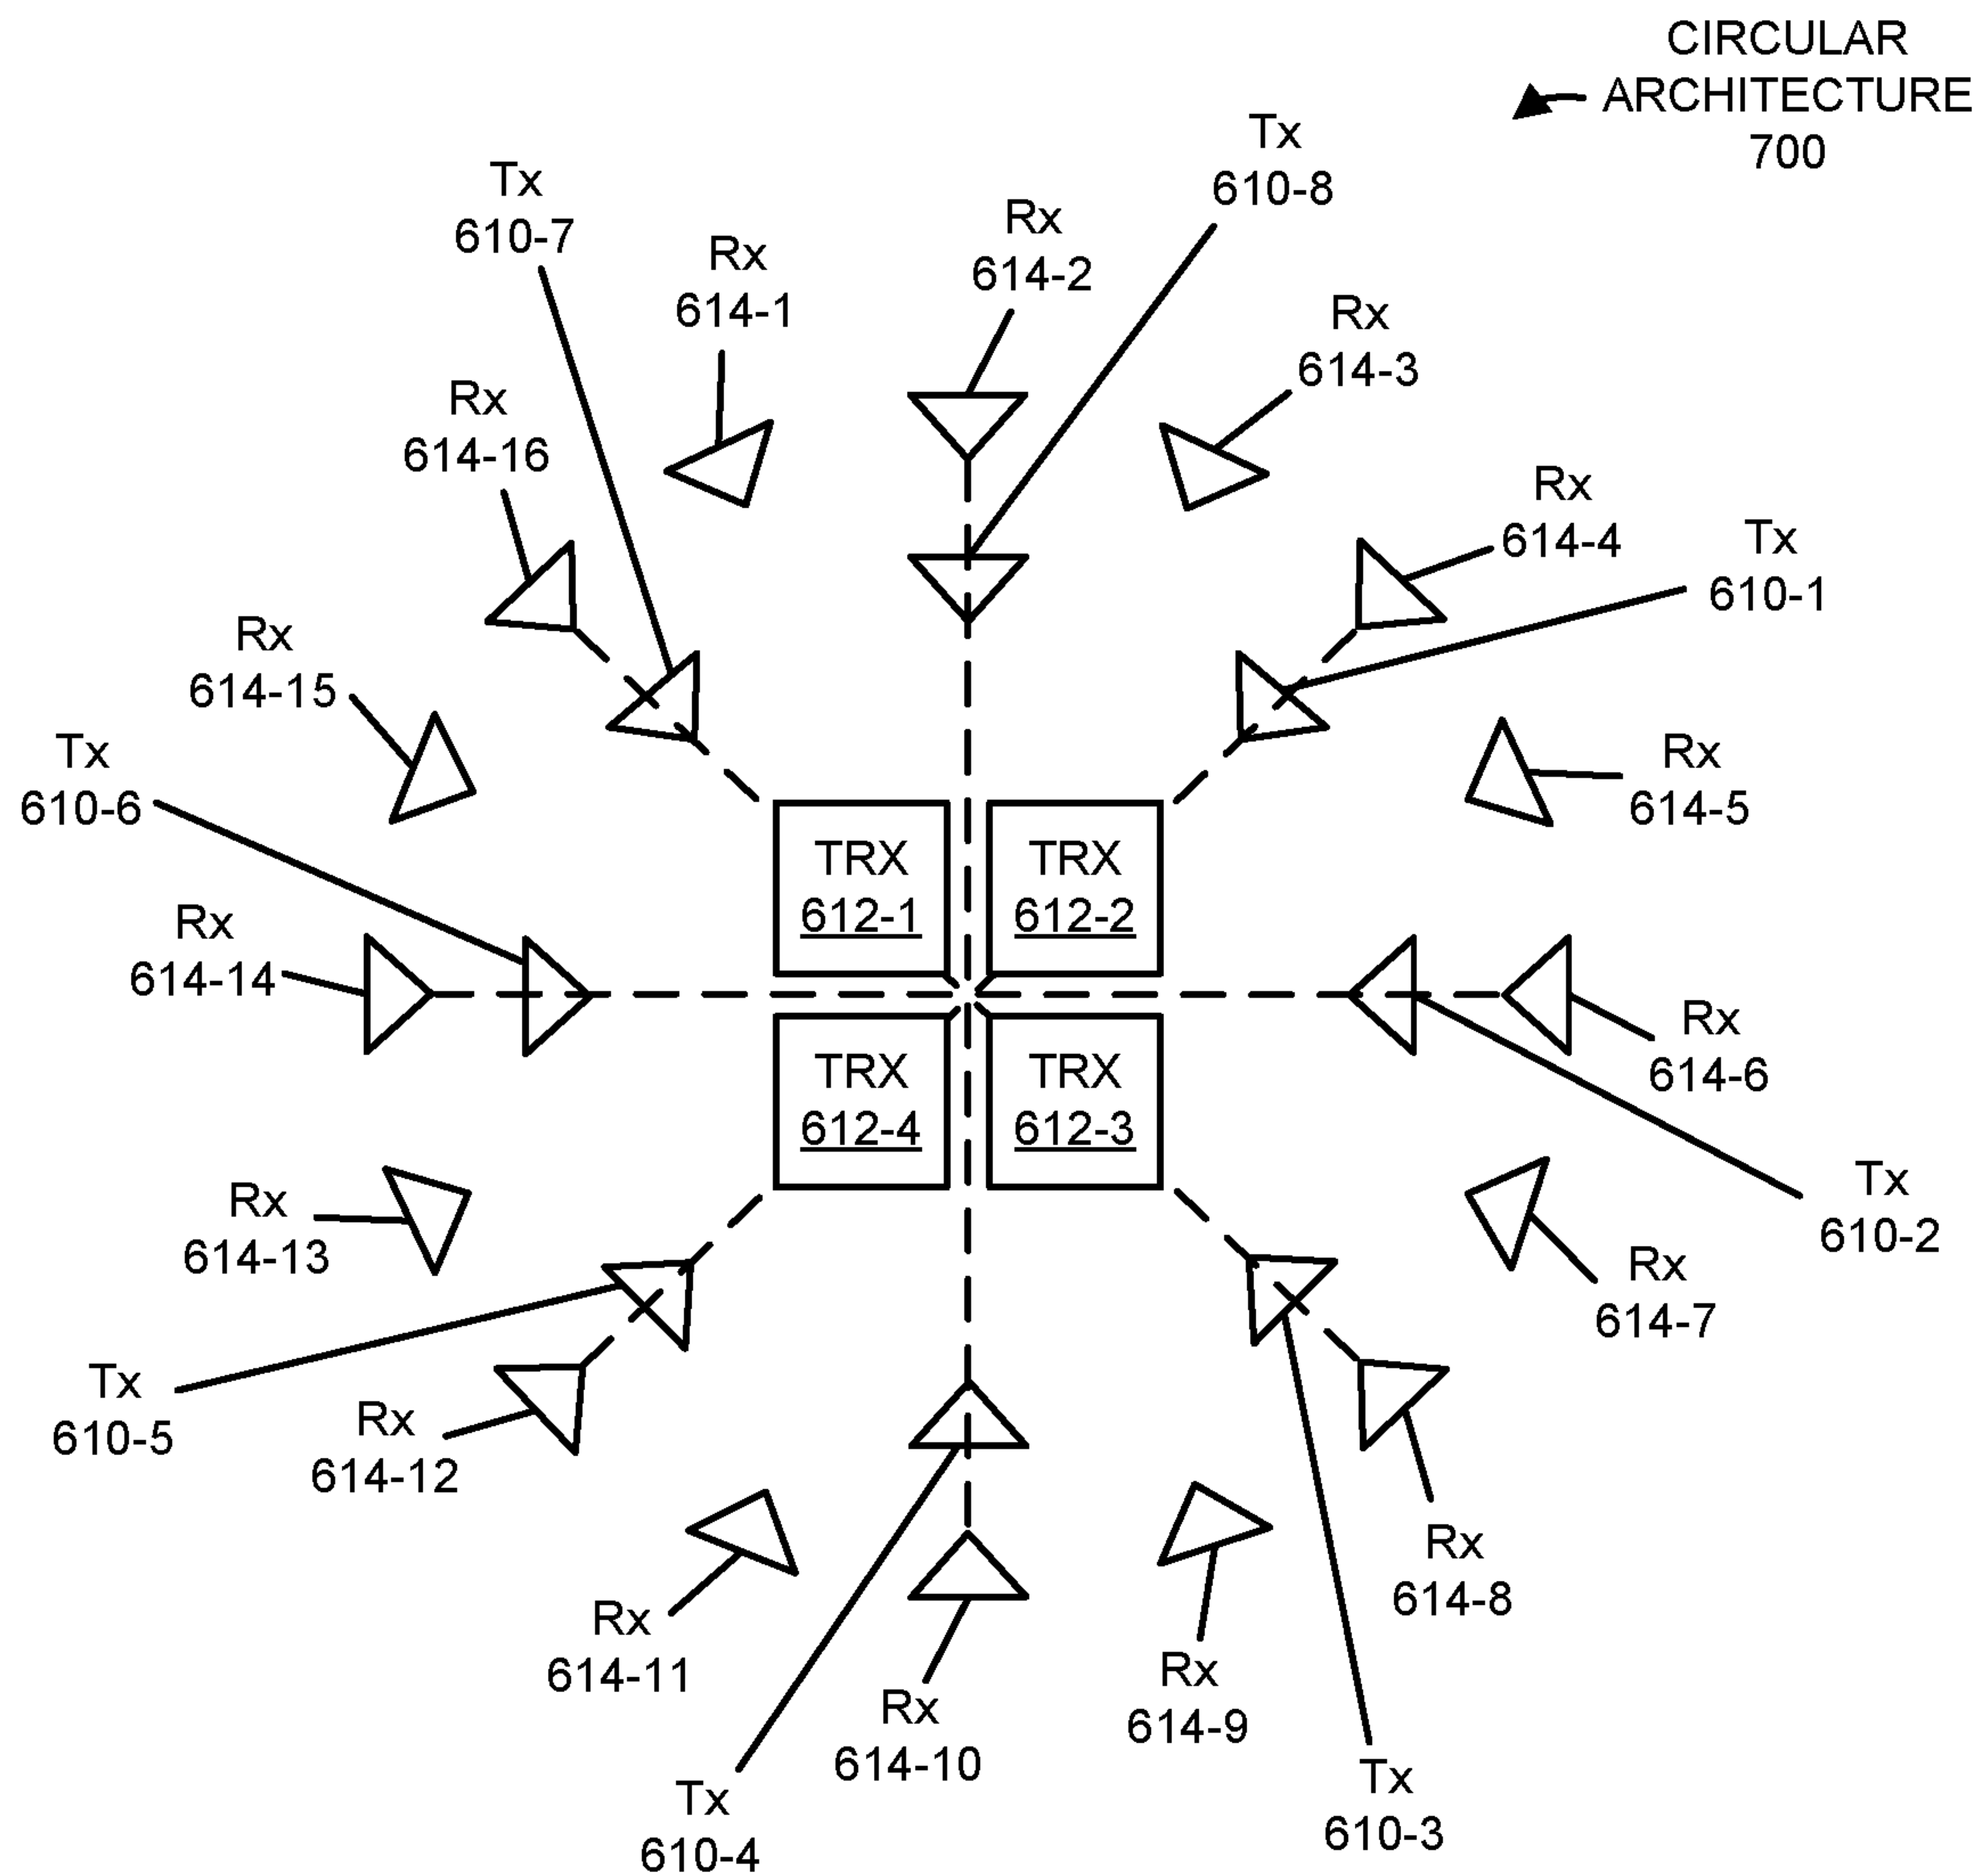 CIRCULAR
ARCHITECTURE
700
Tx
610-8
Tx
610-7
Rx
614-2
Rx
614-1
Rx
614-3
Rx
614-16
Rx
614-4
Tx
610-1
Rx
614-15
Tx
610-6
Rx
614-5
TRX
612-1
TRX
612-2
Rx
614-14
Rx
614-6
TRX
612-4
TRX
612-3
Rx
614-13
Tx
610-2
Rx
614-7
Tx
610-5
Rx
614-12
Rx
614-8
Rx
614-11
Rx
614-9
Rx
614-10
Tx
610-4
Tx
610-3